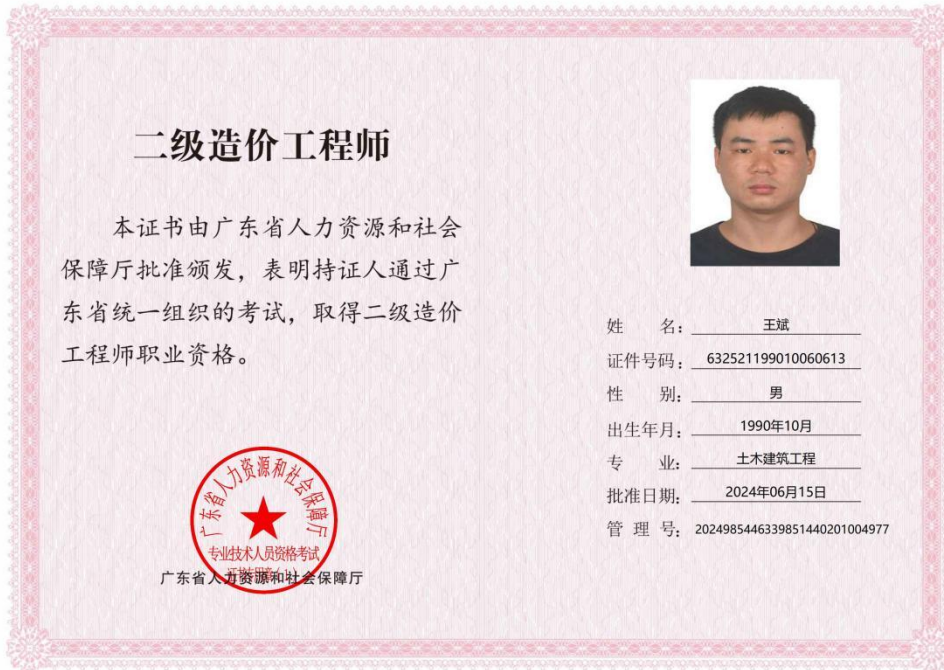 二级造价工程师
本证书由广东省人力资源和社会
保障厅批准颁发，表明持证人通过广
东省统一组织的考试，取得二级造价
工程师职业资格。
姓 名：王斌
证件号码：632521199010060613
性 别：男
出生年月：1990年10月
专 业：土木建筑工程
批准日期：2024年06月15日
管 理 号：2024985446339851440201004977
广东省人力资源和社会保障厅
专业技术人员资格考试
广东省人力资源和社会保障厅